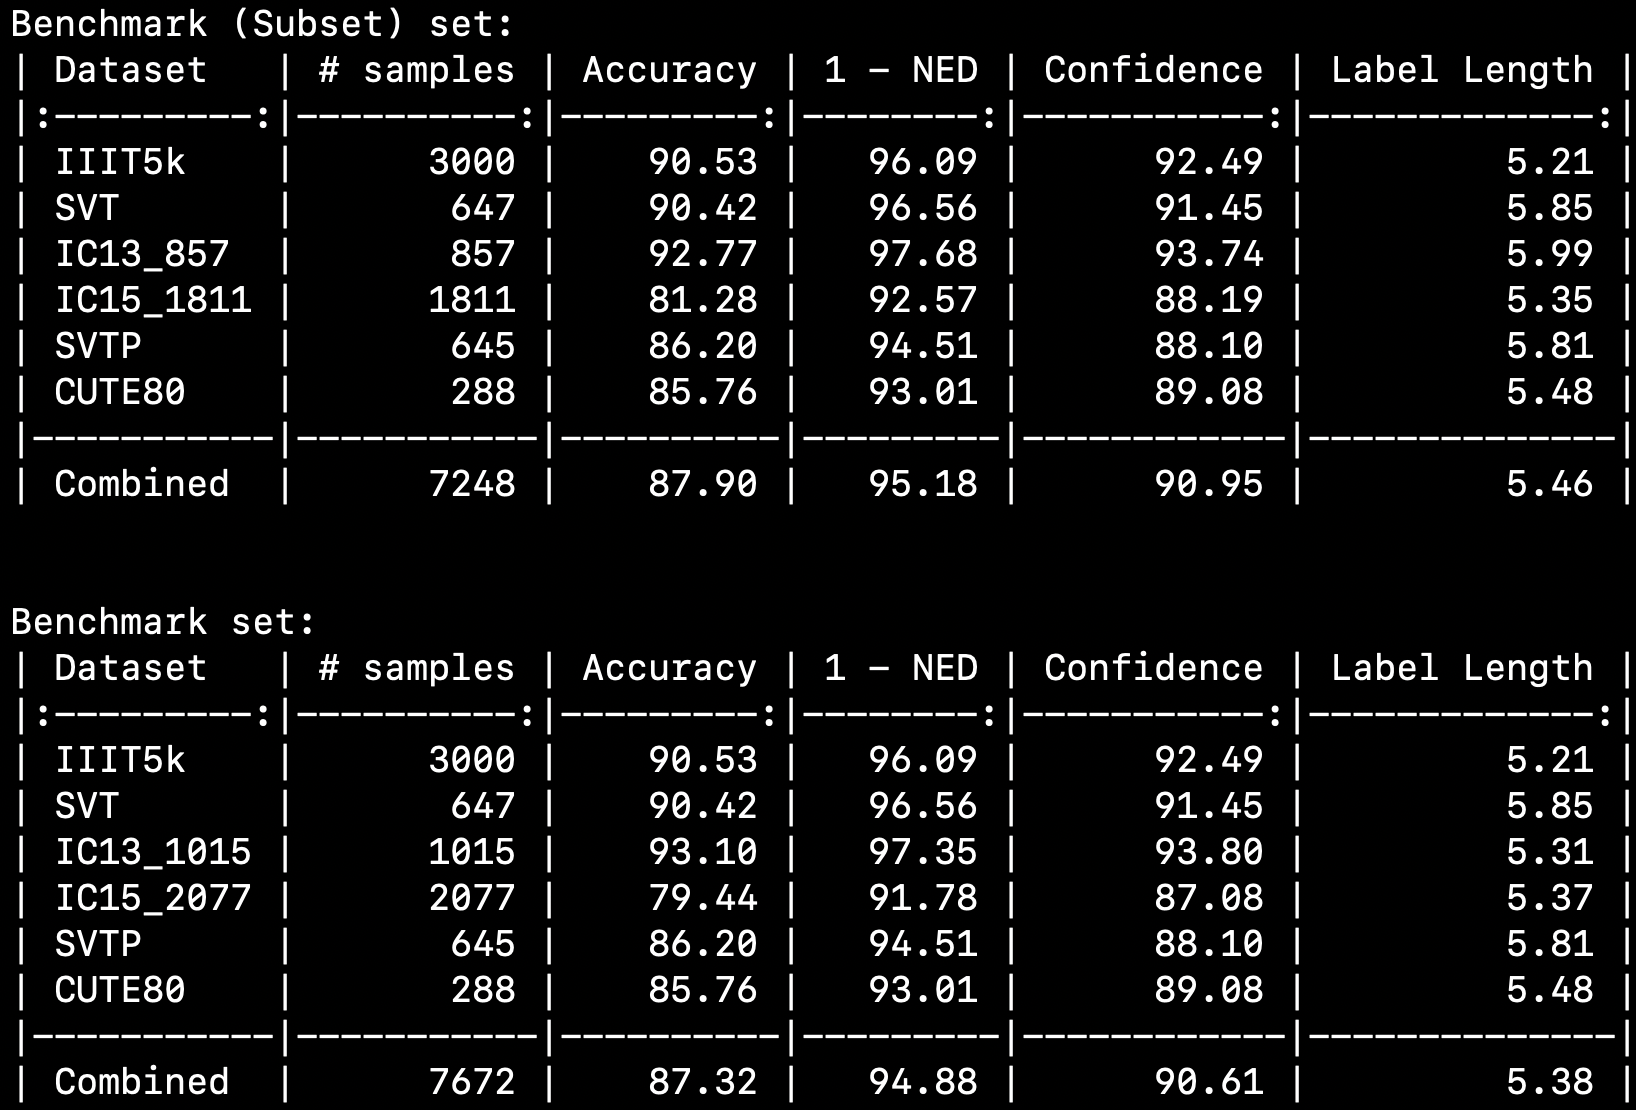 Benchmark (Subset) set:
| Dataset   | # samples | Accuracy | 1 - NED | Confidence | Label Length |
|:---------:|----------:|---------:|--------:|-----------:|-------------:|
| IIIT5k    |      3000 |    90.53 |   96.09 |      92.49 |         5.21 |
| SVT       |       647 |    90.42 |   96.56 |      91.45 |         5.85 |
| IC13_857  |       857 |    92.77 |   97.68 |      93.74 |         5.99 |
| IC15_1811 |      1811 |    81.28 |   92.57 |      88.19 |         5.35 |
| SVTP      |       645 |    86.20 |   94.51 |      88.10 |         5.81 |
| CUTE80    |       288 |    85.76 |   93.01 |      89.08 |         5.48 |
|-----------|-----------|----------|---------|------------|--------------|
| Combined  |      7248 |    87.90 |   95.18 |      90.95 |         5.46 |
Benchmark set:
| Dataset   | # samples | Accuracy | 1 - NED | Confidence | Label Length |
|:---------:|----------:|---------:|--------:|-----------:|-------------:|
| IIIT5k    |      3000 |    90.53 |   96.09 |      92.49 |         5.21 |
| SVT       |       647 |    90.42 |   96.56 |      91.45 |         5.85 |
| IC13_1015 |      1015 |    93.10 |   97.35 |      93.80 |         5.31 |
| IC15_2077 |      2077 |    79.44 |   91.78 |      87.08 |         5.37 |
| SVTP      |       645 |    86.20 |   94.51 |      88.10 |         5.81 |
| CUTE80    |       288 |    85.76 |   93.01 |      89.08 |         5.48 |
|-----------|-----------|----------|---------|------------|--------------|
| Combined  |      7672 |    87.32 |   94.88 |      90.61 |         5.38 |